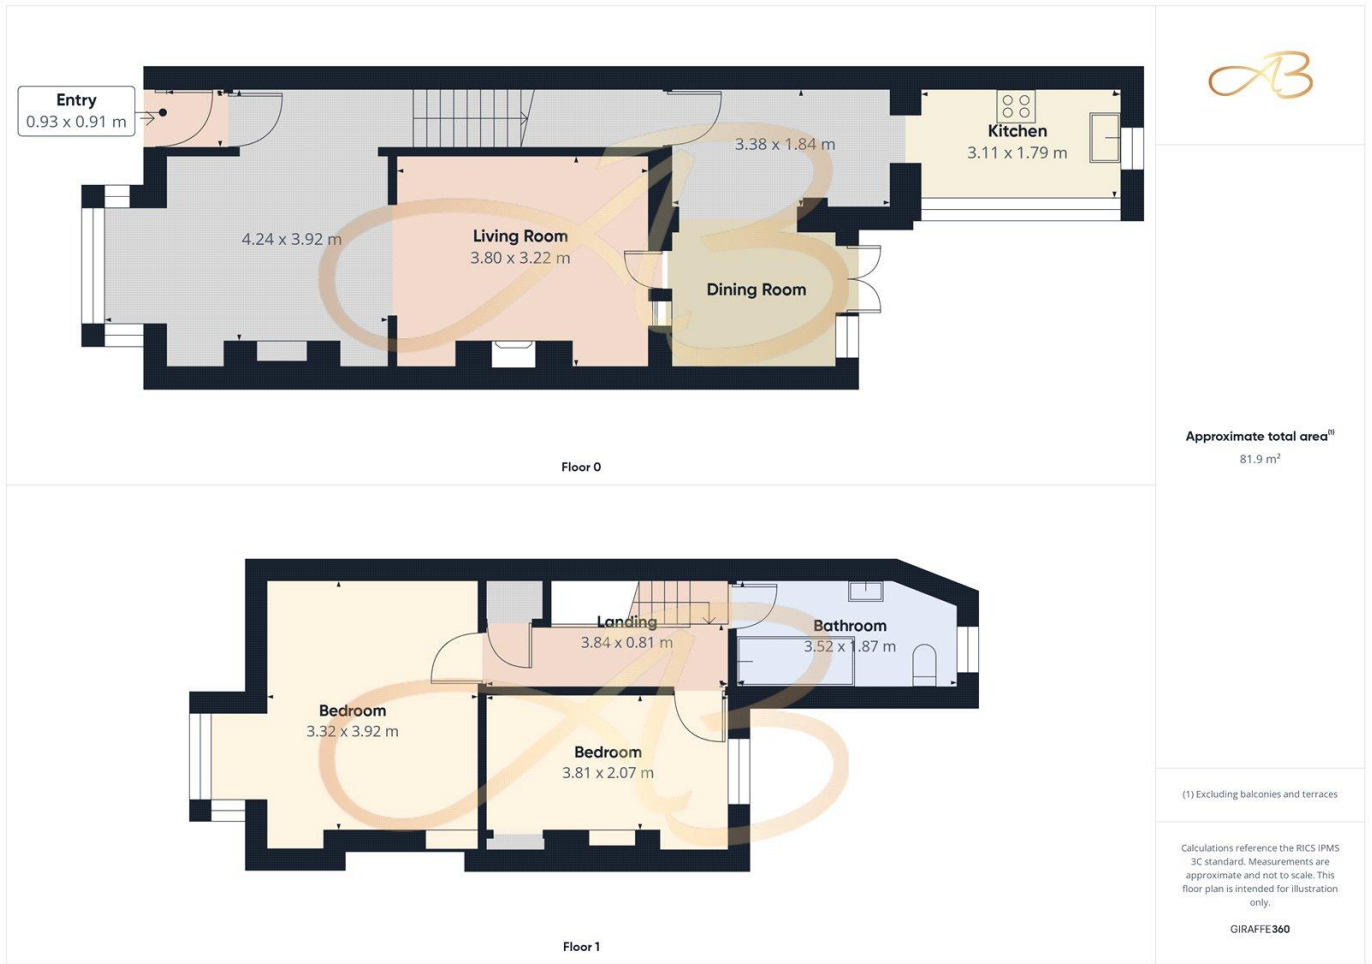 Entry
0.93 x 0.91 m
4.24 x 3.92 m
Living Room
3.80 x 3.22 m
3.38 x 1.84 m
Kitchen
3.11 x 1.79 m
Dining Room
Floor 0
AB
Approximate total area(1)
81.9 m²
Landing
3.84 x 0.81 m
Bathroom
3.52 x 1.87 m
Bedroom
3.32 x 3.92 m
Bedroom
3.81 x 2.07 m
Floor 1
(1) Excluding balconies and terraces
Calculations reference the RICS IPMS
3C standard. Measurements are
approximate and not to scale. This
floor plan is intended for illustration
only.
GIRAFFE360